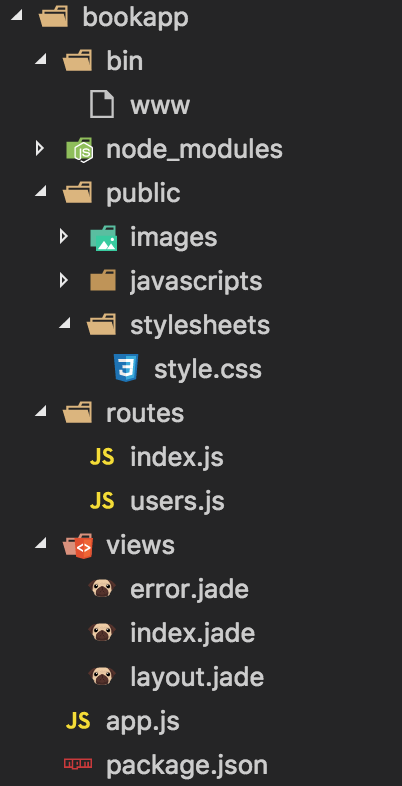 bookapp
bin
www
node_modules
public
images
javascripts
stylesheets
3 style.css
routes
JS index.js
JS users.js
<> views
error.jade
index.jade
layout.jade
JS app.js
package.json